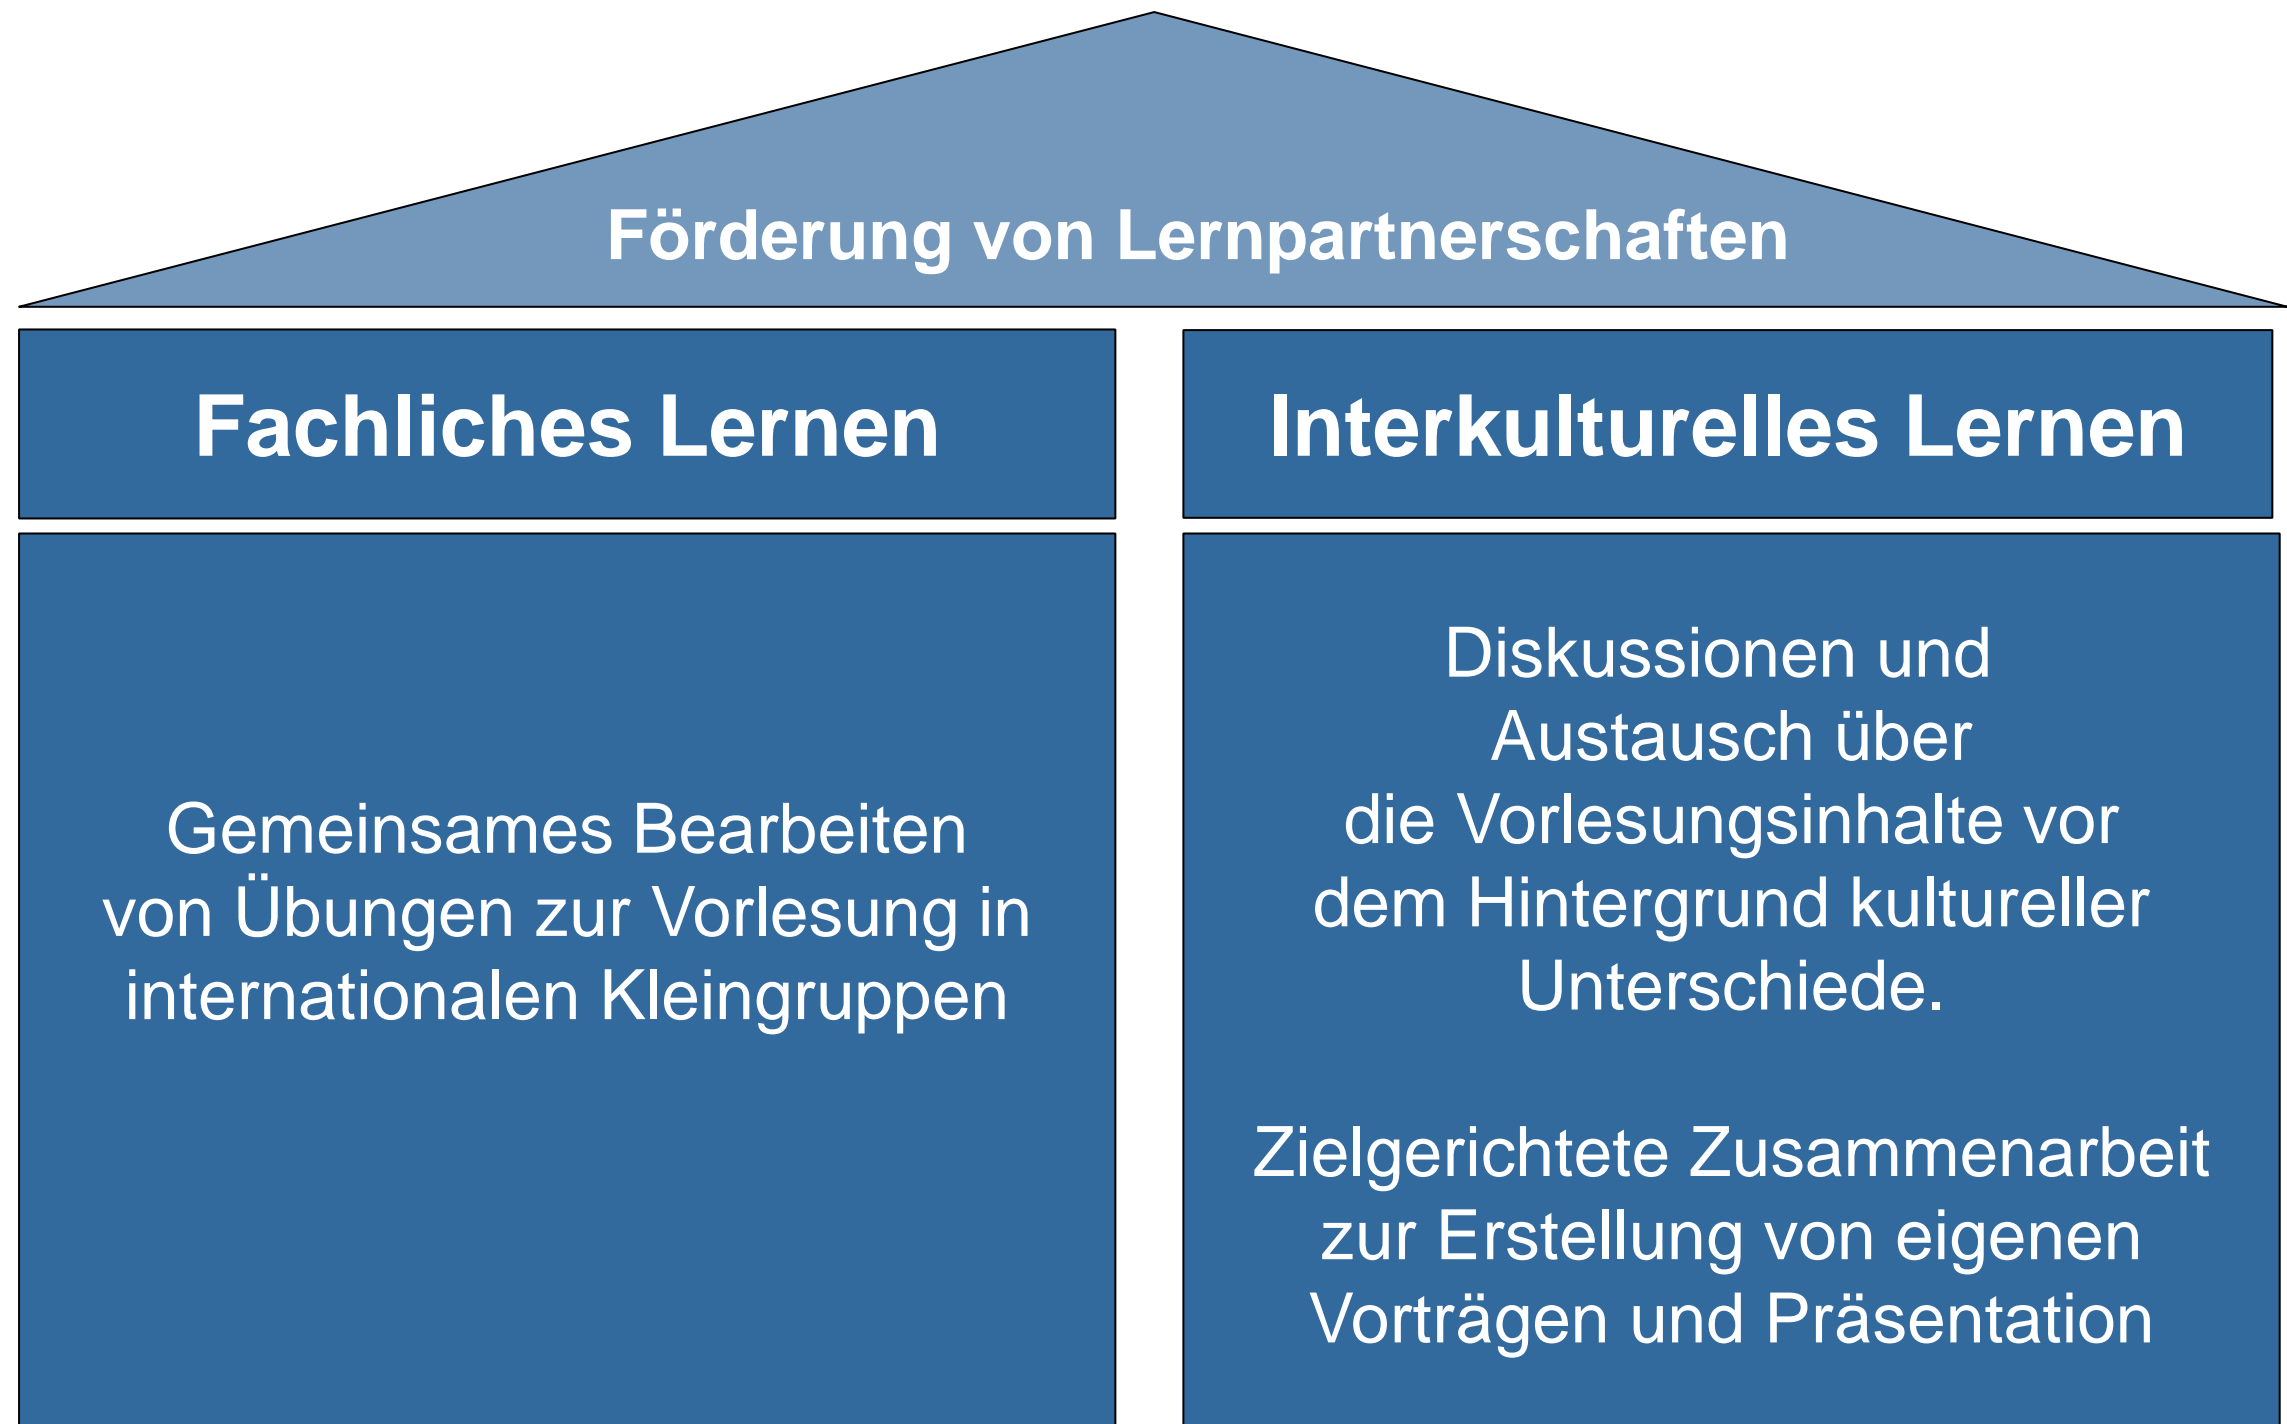 Förderung von Lernpartnerschaften
Fachliches Lernen
Gemeinsames Bearbeiten
von Übungen zur Vorlesung in
internationalen Kleingruppen
Interkulturelles Lernen
Diskussionen und
Austausch über
die Vorlesungsinhalte vor
dem Hintergrund kultureller
Unterschiede.
Zielgerichtete Zusammenarbeit
zur Erstellung von eigenen
Vorträgen und Präsentation